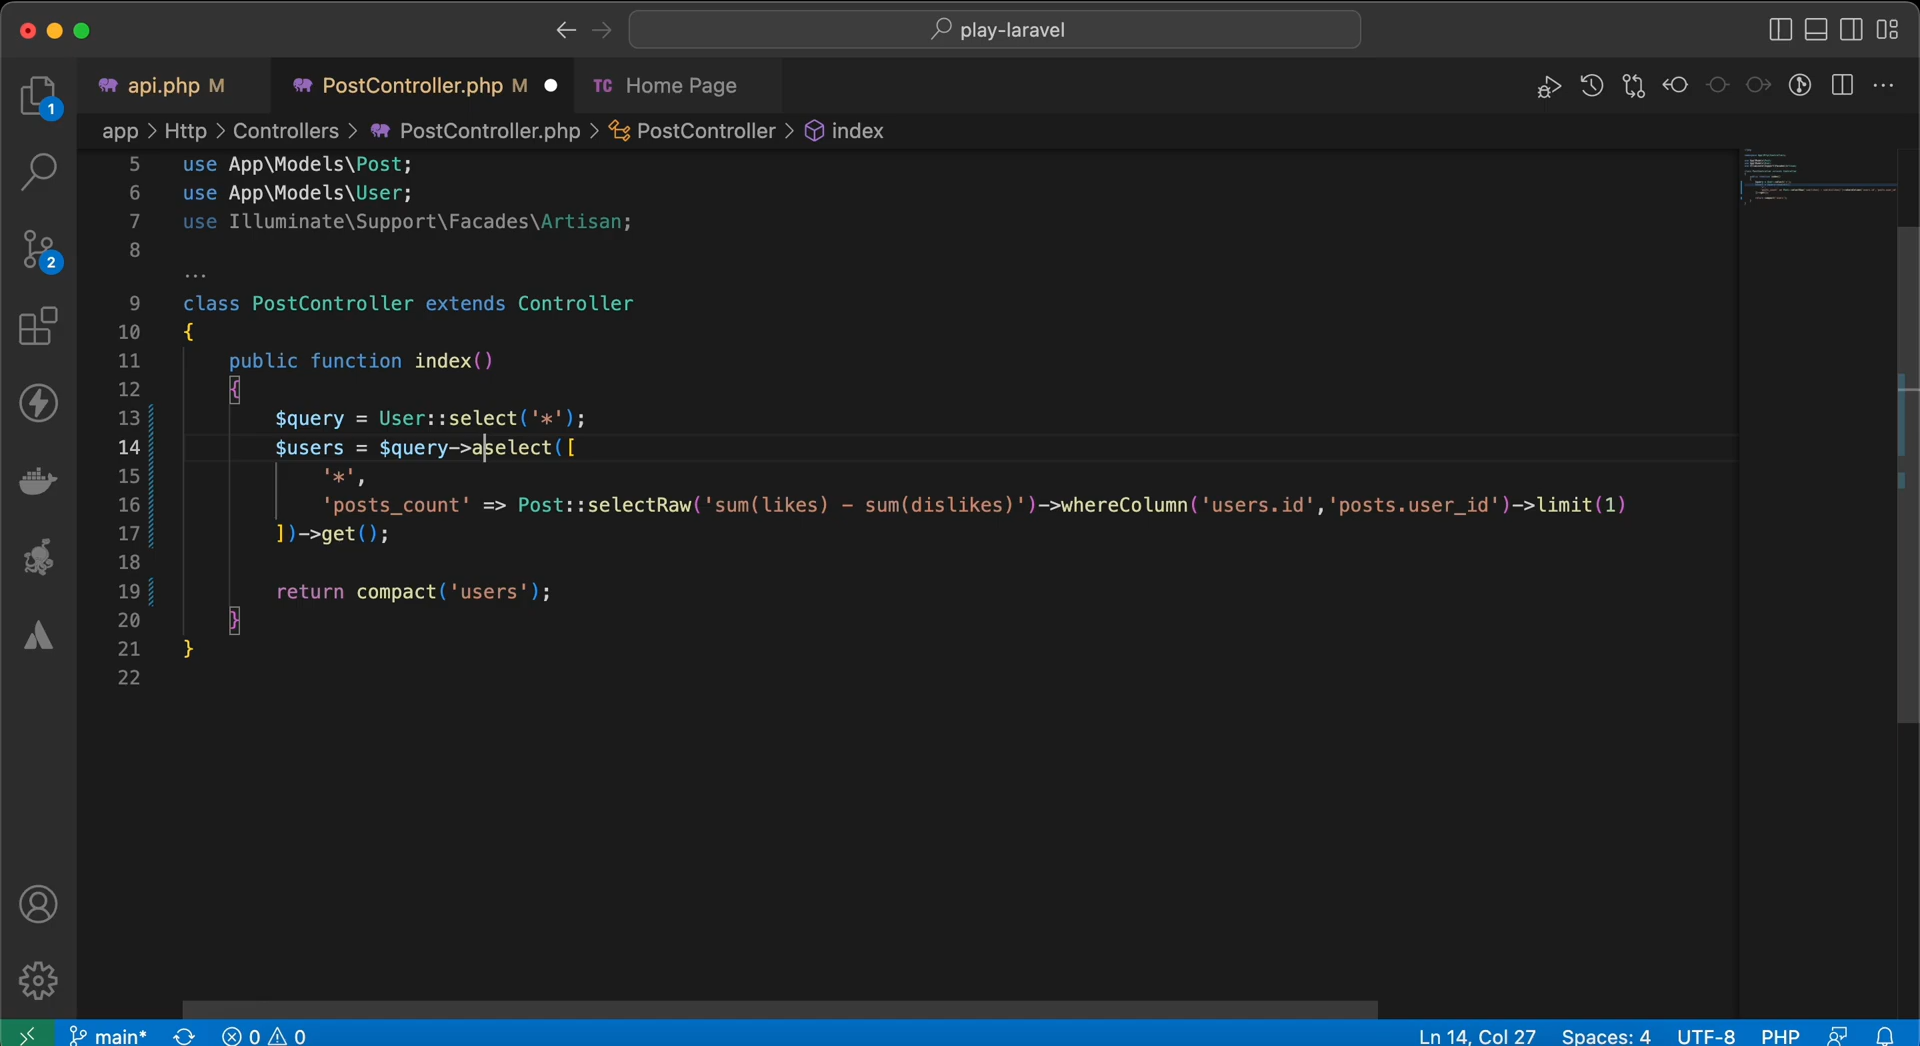 play-laravel
api.php M
PostController.php M
TC Home Page
app > Http > Controllers > PostController.php > PostController > index
1
2
5 use App\Models\Post;
6 use App\Models\User;
7 use Illuminate\Support\Facades\Artisan;
8
...
9 class PostController extends Controller
10 {
11 public function index()
12 {
13 $query = User::select('*');
14 $users = $query->aselect([
15 '*',
16 'posts_count' => Post::selectRaw('sum(likes) - sum(dislikes)')->whereColumn('users.id','posts.user_id')->limit(1)
17 ])->get();
18
19 return compact('users');
20 }
21 }
22
main* 0 0 Ln 14, Col 27 Spaces: 4 UTF-8 PHP